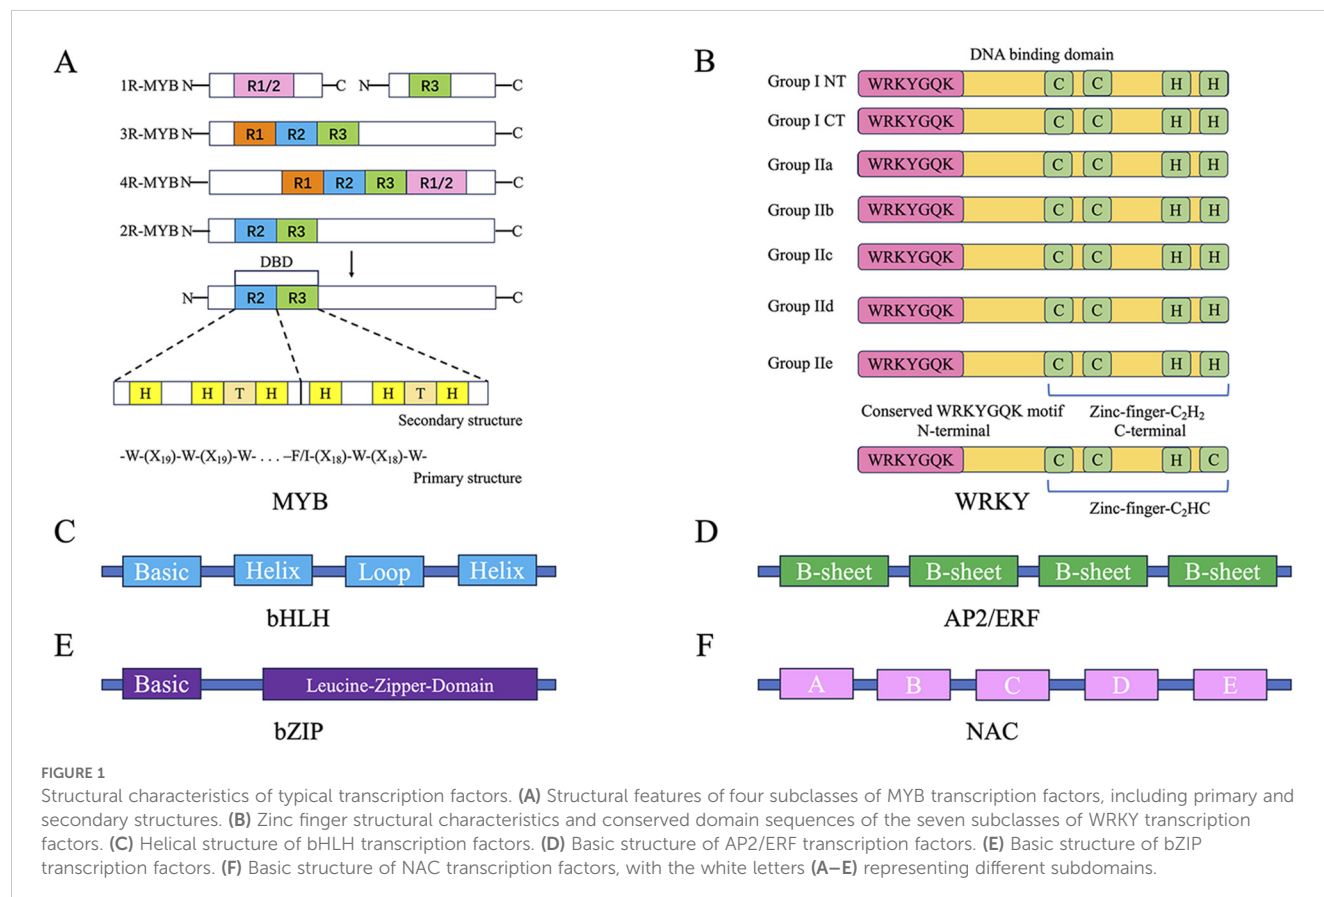 A
1R-MYB N R1/2 C N R3 C
3R-MYB N R1 R2 R3 C
4R-MYB N R1 R2 R3 R1/2 C
2R-MYB N R2 R3 C
DBD
N R2 R3 C
H H T H H H T H
Secondary structure
-W-(X19)-W-(X19)-W- . . . –F/I-(X18)-W-(X18)-W-
Primary structure
MYB
B
DNA binding domain
Group I NT WRKYGQK C C H H
Group I CT WRKYGQK C C H H
Group IIa WRKYGQK C C H H
Group IIb WRKYGQK C C H H
Group IIc WRKYGQK C C H H
Group IId WRKYGQK C C H H
Group IIe WRKYGQK C C H H
Conserved WRKYGQK motif Zinc-finger-C2H2
N-terminal C-terminal
WRKYGQK C C H C
Zinc-finger-C2HC
WRKY
C
Basic Helix Loop Helix
bHLH
D
B-sheet B-sheet B-sheet B-sheet
AP2/ERF
E
Basic Leucine-Zipper-Domain
bZIP
F
A B C D E
NAC
FIGURE 1
Structural characteristics of typical transcription factors. (A) Structural features of four subclasses of MYB transcription factors, including primary and
secondary structures. (B) Zinc finger structural characteristics and conserved domain sequences of the seven subclasses of WRKY transcription
factors. (C) Helical structure of bHLH transcription factors. (D) Basic structure of AP2/ERF transcription factors. (E) Basic structure of bZIP
transcription factors. (F) Basic structure of NAC transcription factors, with the white letters (A–E) representing different subdomains.